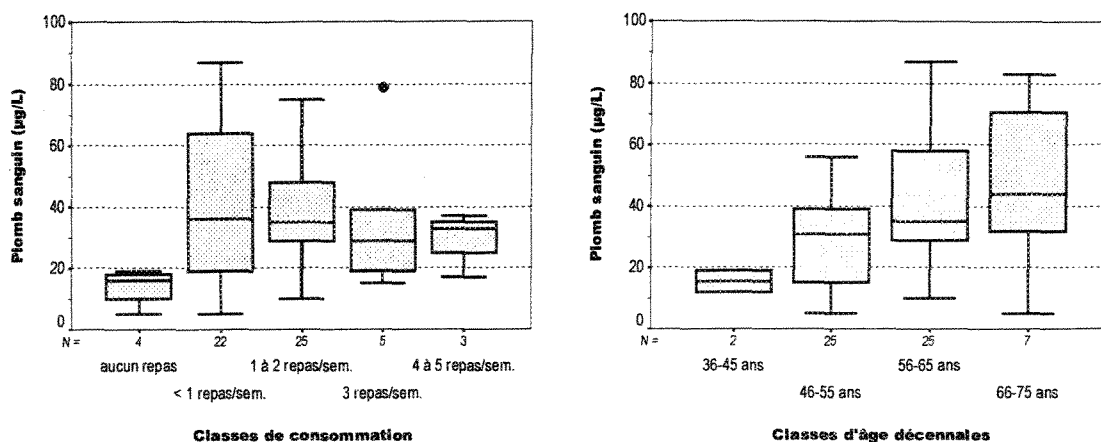 Plomb sanguin (µg/L)
100
80
60
40
20
0
N = 4 22 25 5 3
aucun repas 1 à 2 repas/sem. 4 à 5 repas/sem.
< 1 repas/sem. 3 repas/sem.
Classes de consommation
Plomb sanguin (µg/L)
100
80
60
40
20
0
N = 2 25 25 7
36-45 ans 56-65 ans
46-55 ans 66-75 ans
Classes d'âge décennales